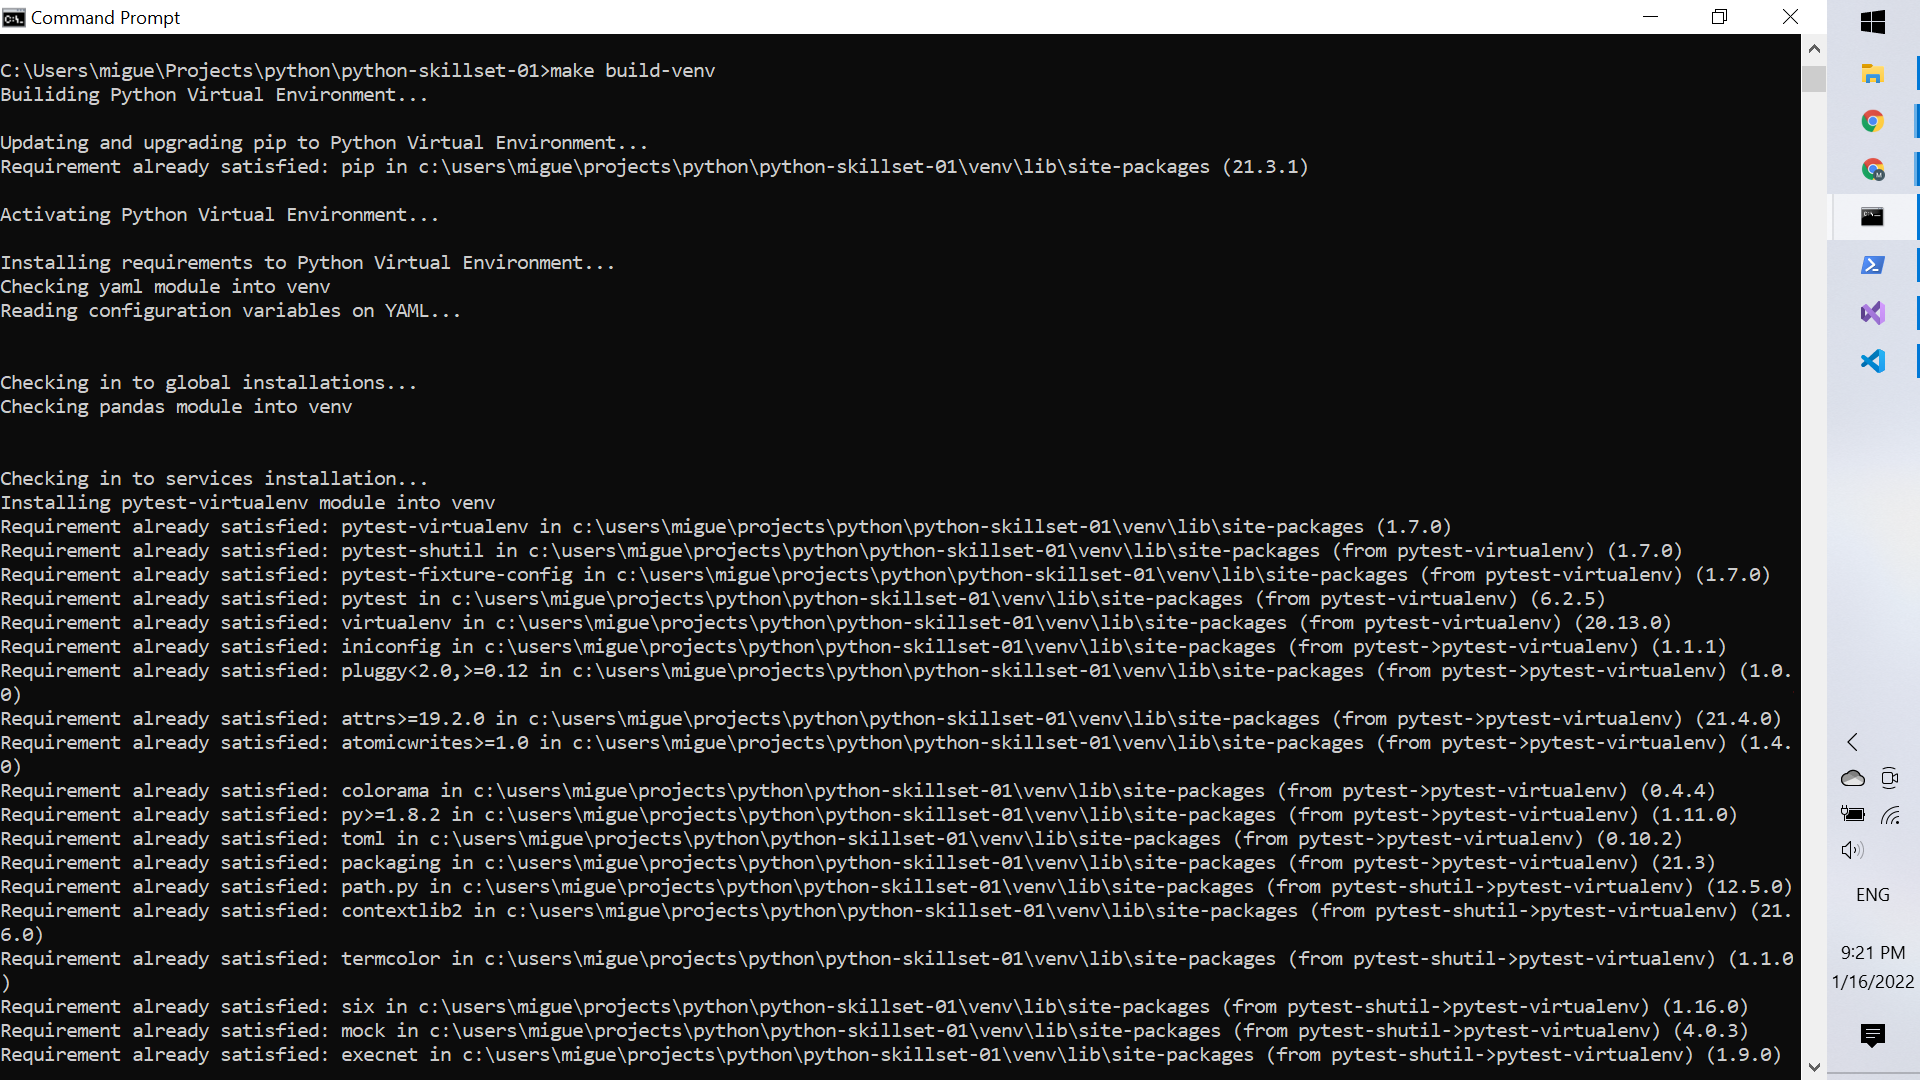 Command Prompt
C:\Users\migue\Projects\python\python-skillset-01>make build-venv
Builiding Python Virtual Environment...
Updating and upgrading pip to Python Virtual Environment...
Requirement already satisfied: pip in c:\users\migue\projects\python\python-skillset-01\venv\lib\site-packages (21.3.1)
Activating Python Virtual Environment...
Installing requirements to Python Virtual Environment...
Checking yaml module into venv
Reading configuration variables on YAML...
Checking in to global installations...
Checking pandas module into venv
Checking in to services installation...
Installing pytest-virtualenv module into venv
Requirement already satisfied: pytest-virtualenv in c:\users\migue\projects\python\python-skillset-01\venv\lib\site-packages (1.7.0)
Requirement already satisfied: pytest-shutil in c:\users\migue\projects\python\python-skillset-01\venv\lib\site-packages (from pytest-virtualenv) (1.7.0)
Requirement already satisfied: pytest-fixture-config in c:\users\migue\projects\python\python-skillset-01\venv\lib\site-packages (from pytest-virtualenv) (1.7.0)
Requirement already satisfied: pytest in c:\users\migue\projects\python\python-skillset-01\venv\lib\site-packages (from pytest-virtualenv) (6.2.5)
Requirement already satisfied: virtualenv in c:\users\migue\projects\python\python-skillset-01\venv\lib\site-packages (from pytest-virtualenv) (20.13.0)
Requirement already satisfied: iniconfig in c:\users\migue\projects\python\python-skillset-01\venv\lib\site-packages (from pytest->pytest-virtualenv) (1.1.1)
Requirement already satisfied: pluggy<2.0,>=0.12 in c:\users\migue\projects\python\python-skillset-01\venv\lib\site-packages (from pytest->pytest-virtualenv) (1.0.
0)
Requirement already satisfied: attrs>=19.2.0 in c:\users\migue\projects\python\python-skillset-01\venv\lib\site-packages (from pytest->pytest-virtualenv) (21.4.0)
Requirement already satisfied: atomicwrites>=1.0 in c:\users\migue\projects\python\python-skillset-01\venv\lib\site-packages (from pytest->pytest-virtualenv) (1.4.
0)
Requirement already satisfied: colorama in c:\users\migue\projects\python\python-skillset-01\venv\lib\site-packages (from pytest->pytest-virtualenv) (0.4.4)
Requirement already satisfied: py>=1.8.2 in c:\users\migue\projects\python\python-skillset-01\venv\lib\site-packages (from pytest->pytest-virtualenv) (1.11.0)
Requirement already satisfied: toml in c:\users\migue\projects\python\python-skillset-01\venv\lib\site-packages (from pytest->pytest-virtualenv) (0.10.2)
Requirement already satisfied: packaging in c:\users\migue\projects\python\python-skillset-01\venv\lib\site-packages (from pytest->pytest-virtualenv) (21.3)
Requirement already satisfied: path.py in c:\users\migue\projects\python\python-skillset-01\venv\lib\site-packages (from pytest-shutil->pytest-virtualenv) (12.5.0)
Requirement already satisfied: contextlib2 in c:\users\migue\projects\python\python-skillset-01\venv\lib\site-packages (from pytest-shutil->pytest-virtualenv) (21.
6.0)
Requirement already satisfied: termcolor in c:\users\migue\projects\python\python-skillset-01\venv\lib\site-packages (from pytest-shutil->pytest-virtualenv) (1.1.0
)
Requirement already satisfied: six in c:\users\migue\projects\python\python-skillset-01\venv\lib\site-packages (from pytest-shutil->pytest-virtualenv) (1.16.0)
Requirement already satisfied: mock in c:\users\migue\projects\python\python-skillset-01\venv\lib\site-packages (from pytest-shutil->pytest-virtualenv) (4.0.3)
Requirement already satisfied: execnet in c:\users\migue\projects\python\python-skillset-01\venv\lib\site-packages (from pytest-shutil->pytest-virtualenv) (1.9.0)
ENG
9:21 PM
1/16/2022